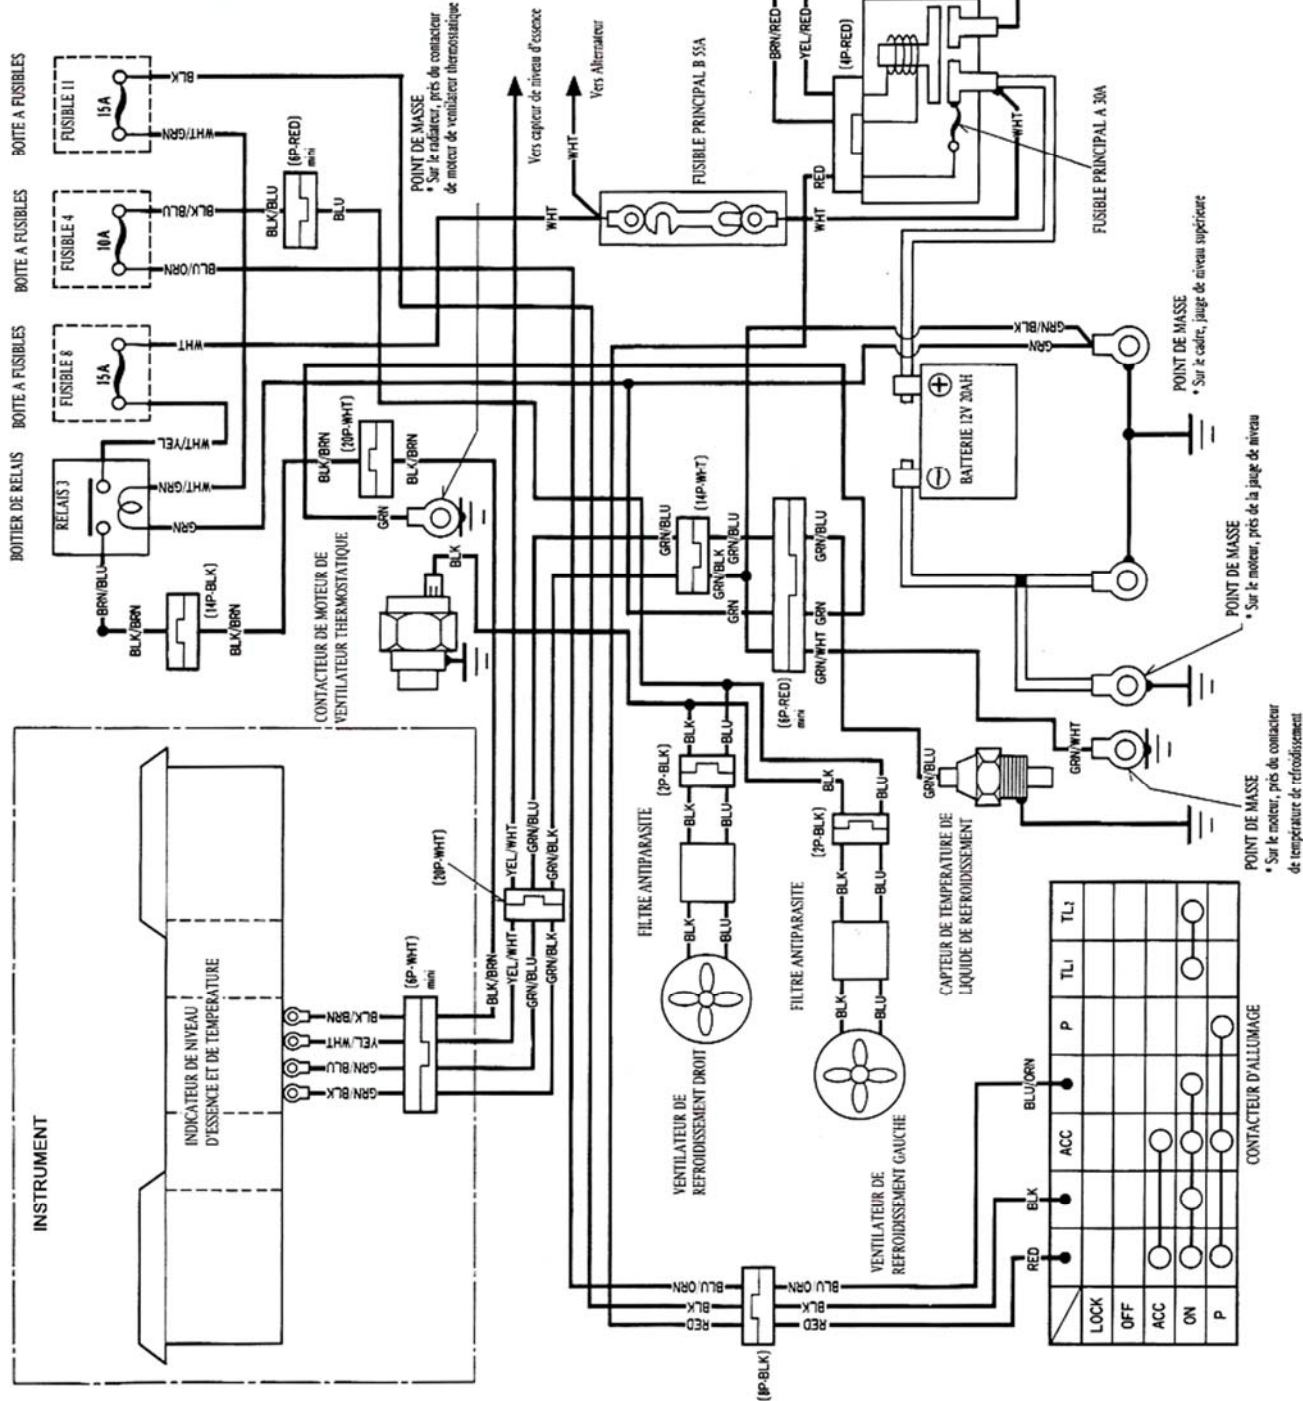 BOITE A FUSIBLES
FUSIBLE 11
15A
BLK
WHT/GRN
BOITE A FUSIBLES
FUSIBLE 4
10A
BLK/BLU
BLU/ORN
BLK/BLU
(6P-RED)
mini
BLU
BOITE A FUSIBLES
FUSIBLE 8
15A
WHT
WHT/YEL
BOITIER DE RELAIS
RELAIS 3
WHT/GRN
GRN
BRN/BLU
BLK/BRN
(14P-BLK)
BLK/BRN
BLK/BRN
(20P-WHT)
BLK/BRN
GRN
POINT DE MASSE
* Sur le radiateur, près du contacteur
de moteur de ventilateur thermostatique
Vers capteur de niveau d'essence
Vers Alternateur
WHT
WHT
FUSIBLE PRINCIPAL B 55A
WHT
BRN/RED
YEL/RED
(4P-RED)
RED
WHT
FUSIBLE PRINCIPAL A 30A
GRN/BLK
GRN
BATTERIE 12V 20AH
+
−
POINT DE MASSE
* Sur le cadre, jauge de niveau supérieure
POINT DE MASSE
* Sur le moteur, près de la jauge de niveau
CONTACTEUR DE MOTEUR DE
VENTILATEUR THERMOSTATIQUE
BLK
GRN/BLU
(14P-WHT)
GRN/BLU
GRN/BLK
GRN
GRN/BLU
GRN
GRN/WHT
(6P-RED)
mini
GRN/WHT
POINT DE MASSE
* Sur le moteur, près du contacteur
de température de refroidissement
GRN/BLU
CAPTEUR DE TEMPERATURE DE
LIQUIDE DE REFROIDISSEMENT
INSTRUMENT
INDICATEUR DE NIVEAU
D'ESSENCE ET DE TEMPERATURE
BLK/BRN
YEL/WHT
GRN/BLU
GRN/BLK
(6P-WHT)
mini
BLK/BRN
YEL/WHT
GRN/BLU
GRN/BLK
(20P-WHT)
YEL/WHT
GRN/BLU
GRN/BLK
BLK
BLU
(2P-BLK)
BLK
BLU
FILTRE ANTIPARASITE
BLK
BLU
VENTILATEUR DE
REFROIDISSEMENT DROIT
BLK
BLU
(2P-BLK)
BLK
BLU
FILTRE ANTIPARASITE
BLK
BLU
VENTILATEUR DE
REFROIDISSEMENT GAUCHE
BLU/ORN
BLK
RED
(8P-BLK)
BLU/ORN
BLK
RED
RED
BLK
BLU/ORN
ACC
P
TL1
TL2
LOCK
OFF
ACC
ON
P
CONTACTEUR D'ALLUMAGE